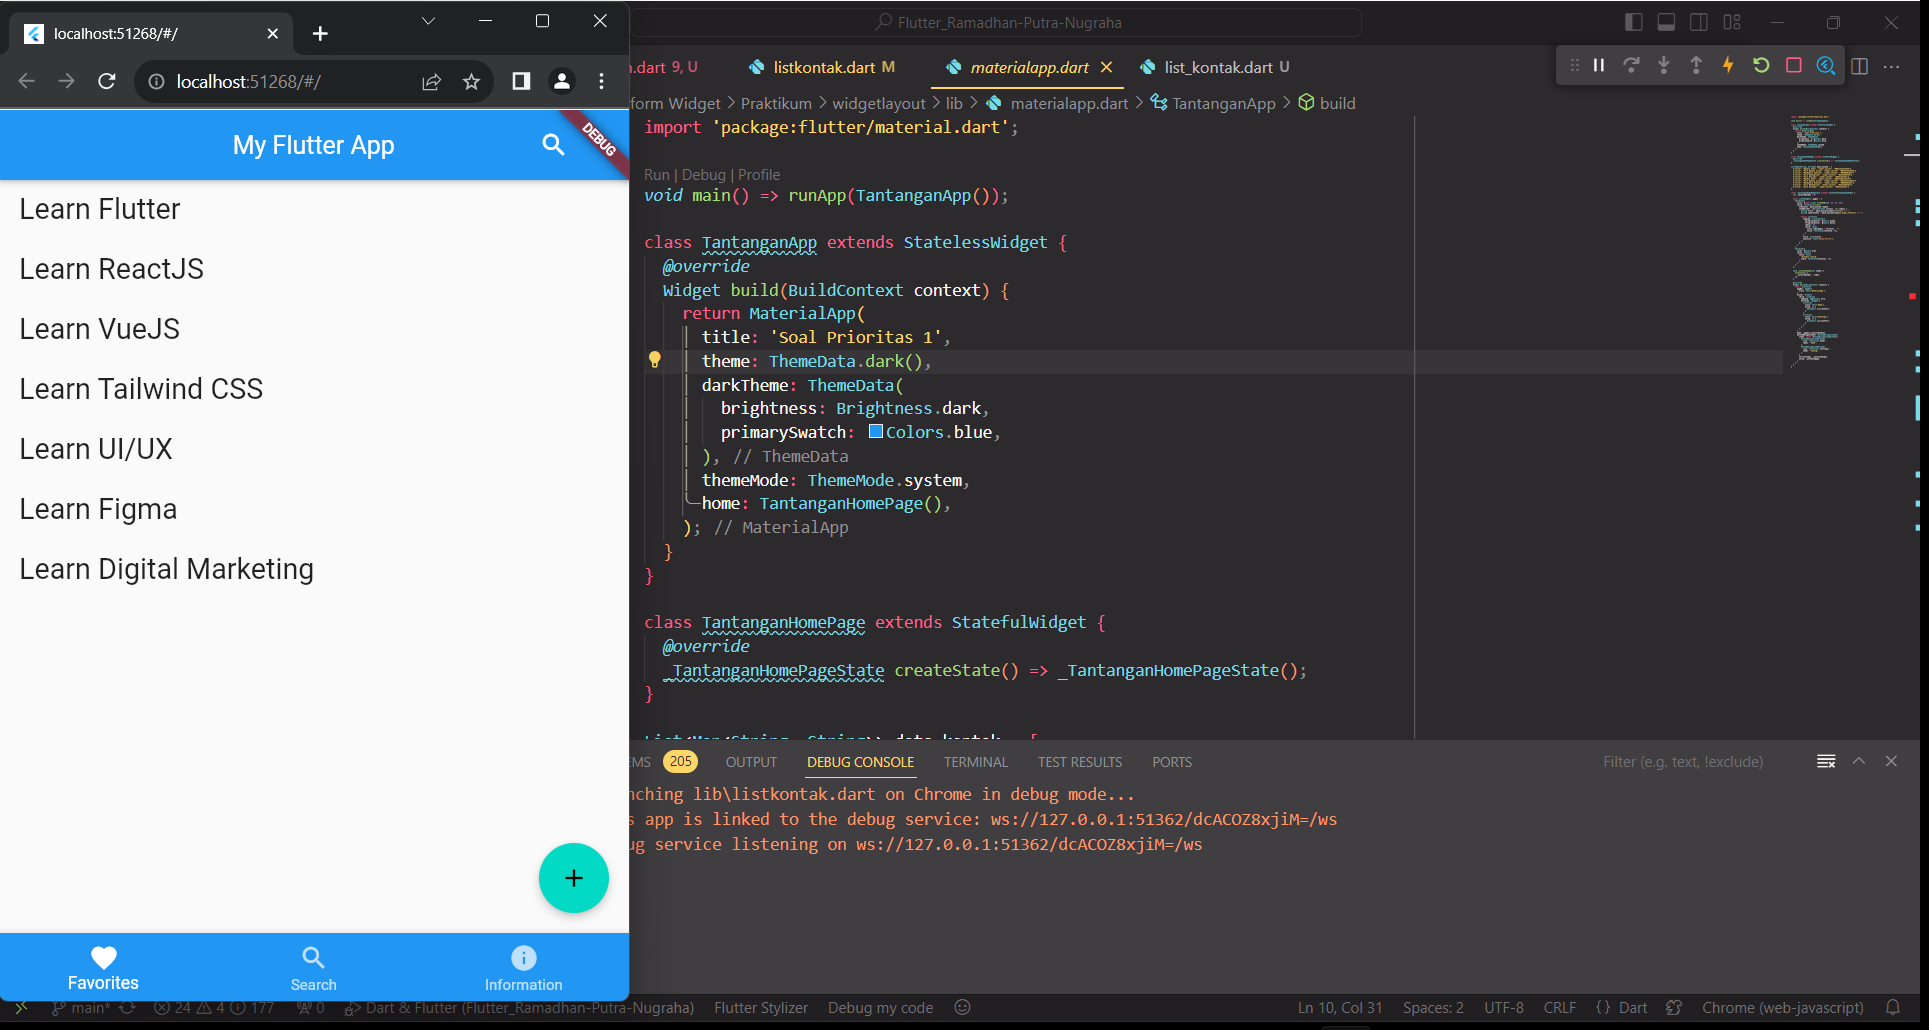 localhost:51268/#/
localhost:51268/#/
My Flutter App
DEBUG
Learn Flutter
Learn ReactJS
Learn VueJS
Learn Tailwind CSS
Learn UI/UX
Learn Figma
Learn Digital Marketing
Favorites
Search
Information
Flutter_Ramadhan-Putra-Nugraha
.dart 9, U
listkontak.dart M
materialapp.dart
list_kontak.dart U
form Widget > Praktikum > widgetlayout > lib > materialapp.dart > TantanganApp > build
import 'package:flutter/material.dart';
Run | Debug | Profile
void main() => runApp(TantanganApp());
class TantanganApp extends StatelessWidget {
@override
Widget build(BuildContext context) {
return MaterialApp(
title: 'Soal Prioritas 1',
theme: ThemeData.dark(),
darkTheme: ThemeData(
brightness: Brightness.dark,
primarySwatch: Colors.blue,
), // ThemeData
themeMode: ThemeMode.system,
home: TantanganHomePage(),
); // MaterialApp
}
}
class TantanganHomePage extends StatefulWidget {
@override
_TantanganHomePageState createState() => _TantanganHomePageState();
}
EMS 205 OUTPUT DEBUG CONSOLE TERMINAL TEST RESULTS PORTS Filter (e.g. text, !exclude)
nching lib\listkontak.dart on Chrome in debug mode...
s app is linked to the debug service: ws://127.0.0.1:51362/dcACOZ8xjiM=/ws
ug service listening on ws://127.0.0.1:51362/dcACOZ8xjiM=/ws
main* 24 4 177 0 Dart & Flutter (Flutter_Ramadhan-Putra-Nugraha) Flutter Stylizer Debug my code Ln 10, Col 31 Spaces: 2 UTF-8 CRLF {} Dart Chrome (web-javascript)